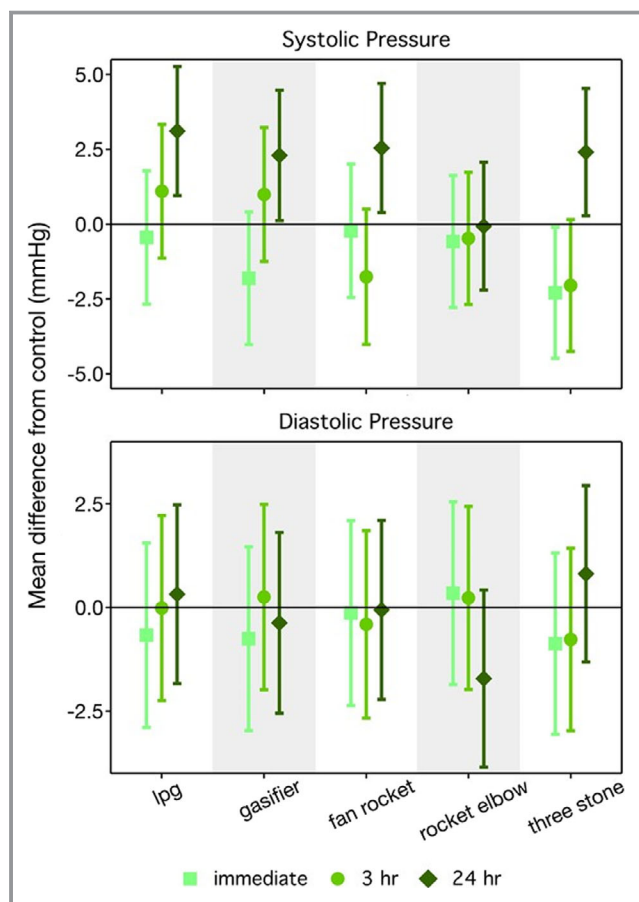 Systolic Pressure
5.0
2.5
0.0
-2.5
-5.0
Mean difference from control (mmHg)
Diastolic Pressure
2.5
0.0
-2.5
lpg
gasifier
fan rocket
rocket elbow
three stone
immediate
3 hr
24 hr